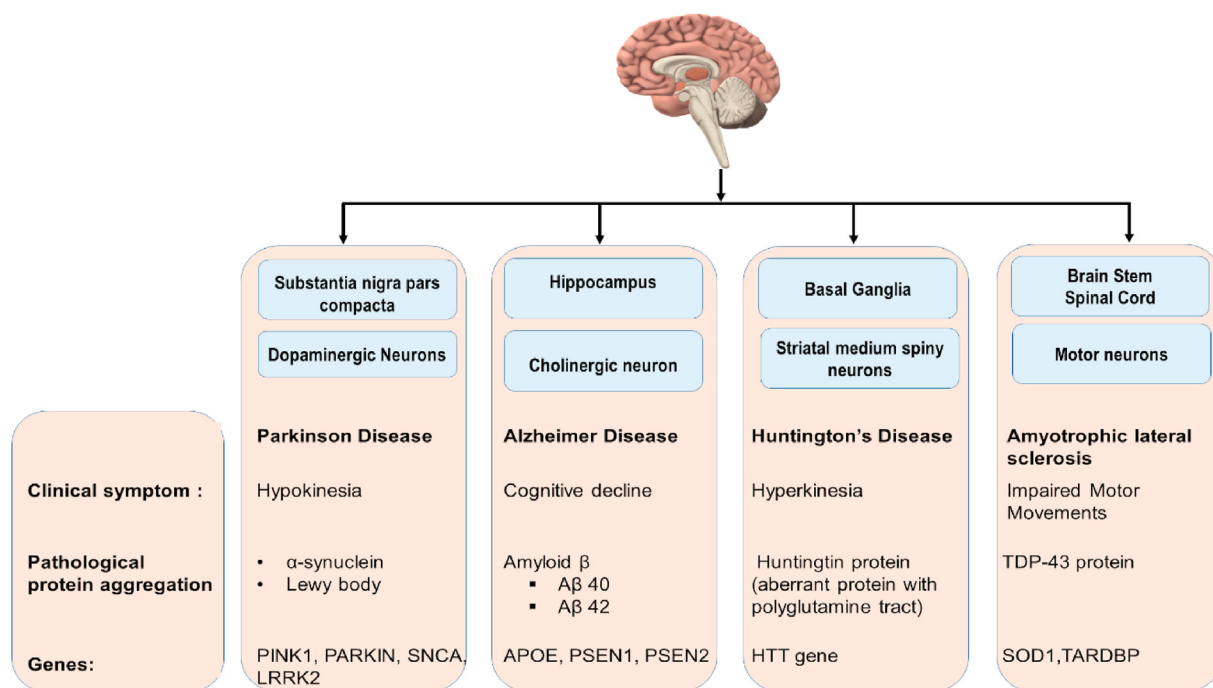 Substantia nigra pars
compacta
Dopaminergic Neurons
Hippocampus
Cholinergic neuron
Basal Ganglia
Striatal medium spiny
neurons
Brain Stem
Spinal Cord
Motor neurons
Parkinson Disease
Alzheimer Disease
Huntington's Disease
Amyotrophic lateral
sclerosis
Clinical symptom :
Hypokinesia
Cognitive decline
Hyperkinesia
Impaired Motor
Movements
Pathological
protein aggregation
• α-synuclein
• Lewy body
Amyloid β
▪ Aβ 40
▪ Aβ 42
Huntingtin protein
(aberrant protein with
polyglutamine tract)
TDP-43 protein
Genes:
PINK1, PARKIN, SNCA,
LRRK2
APOE, PSEN1, PSEN2
HTT gene
SOD1,TARDBP